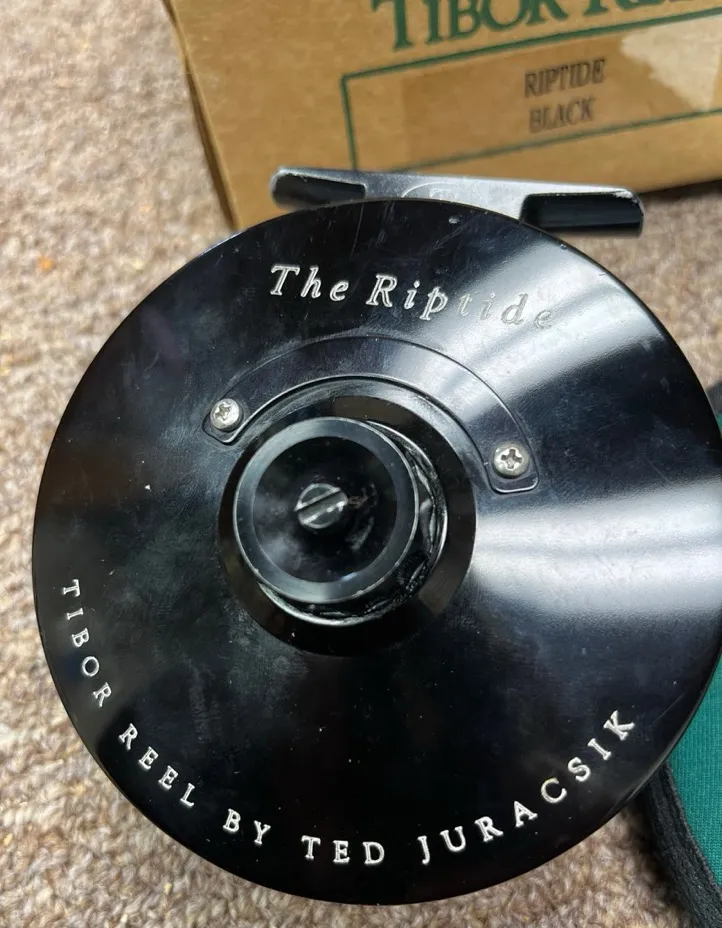 TIBOR
RIPTIDE
BLACK
The Riptide
TIBOR REEL BY TED JURACSIK